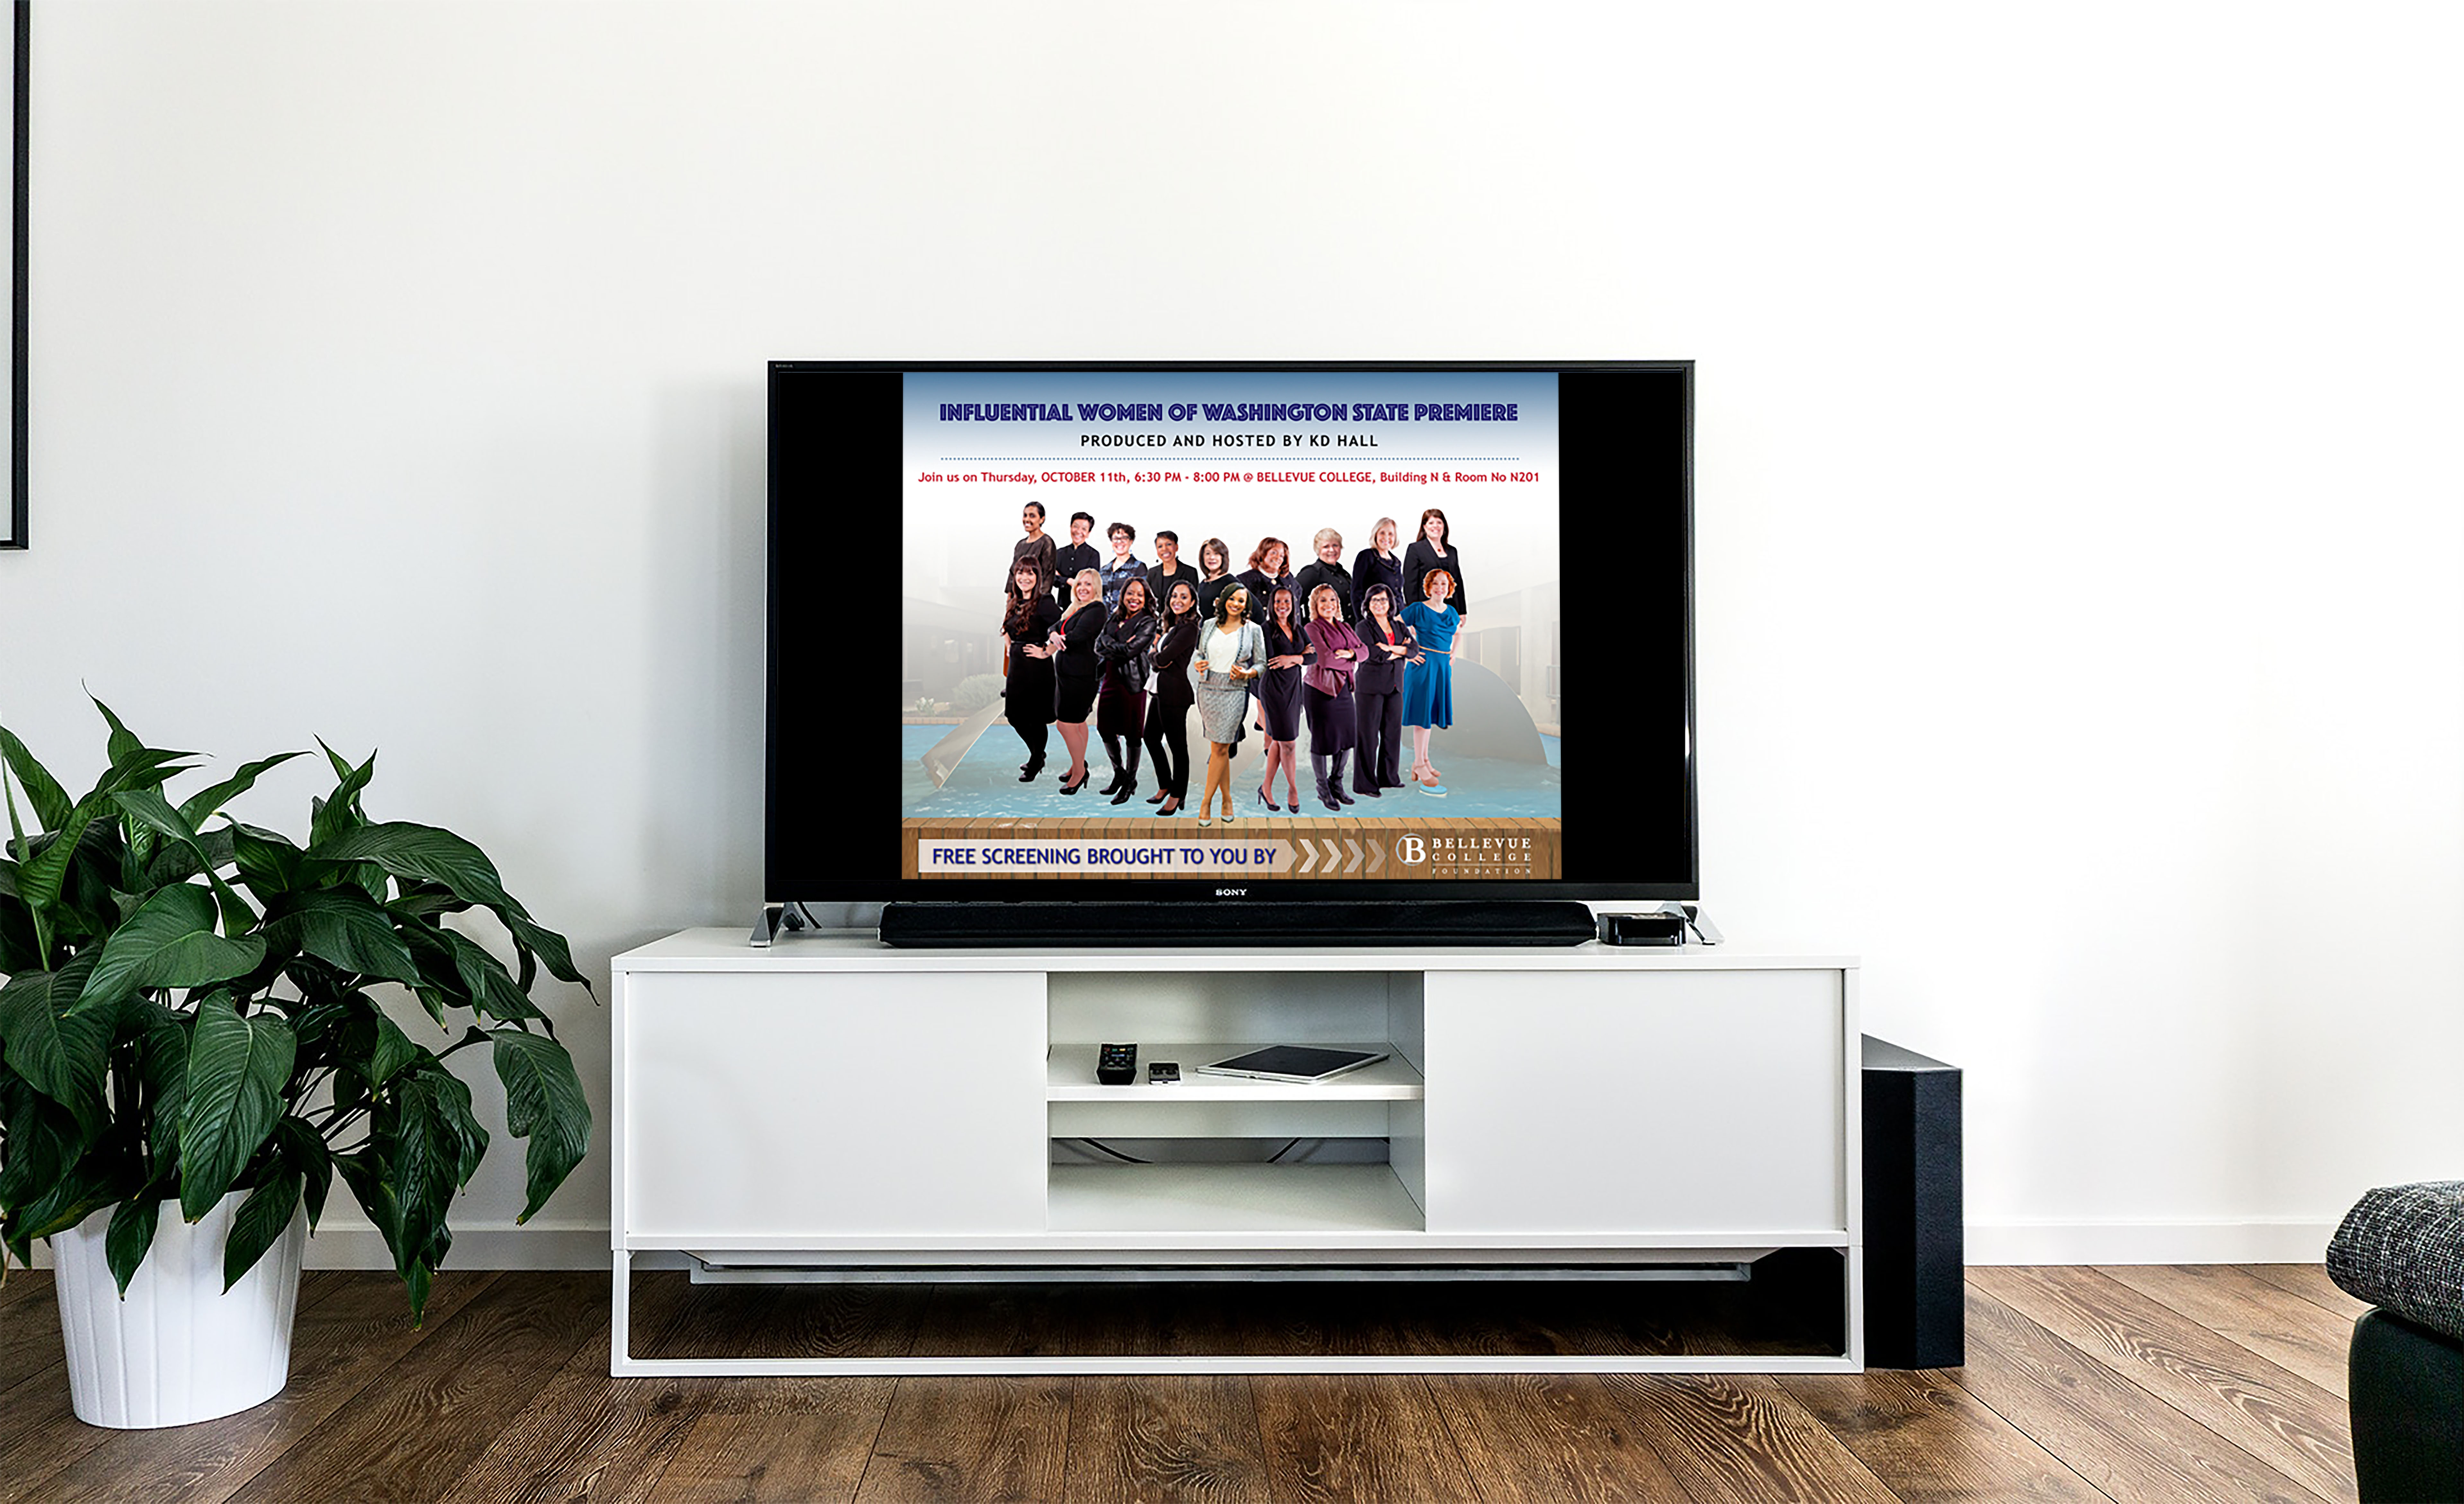 INFLUENTIAL WOMEN OF WASHINGTON STATE PREMIERE
PRODUCED AND HOSTED BY KD HALL
Join us on Thursday, OCTOBER 11th, 6:30 PM - 8:00 PM @ BELLEVUE COLLEGE, Building N & Room No N201
FREE SCREENING BROUGHT TO YOU BY
B BELLEVUE
COLLEGE
FOUNDATION
SONY